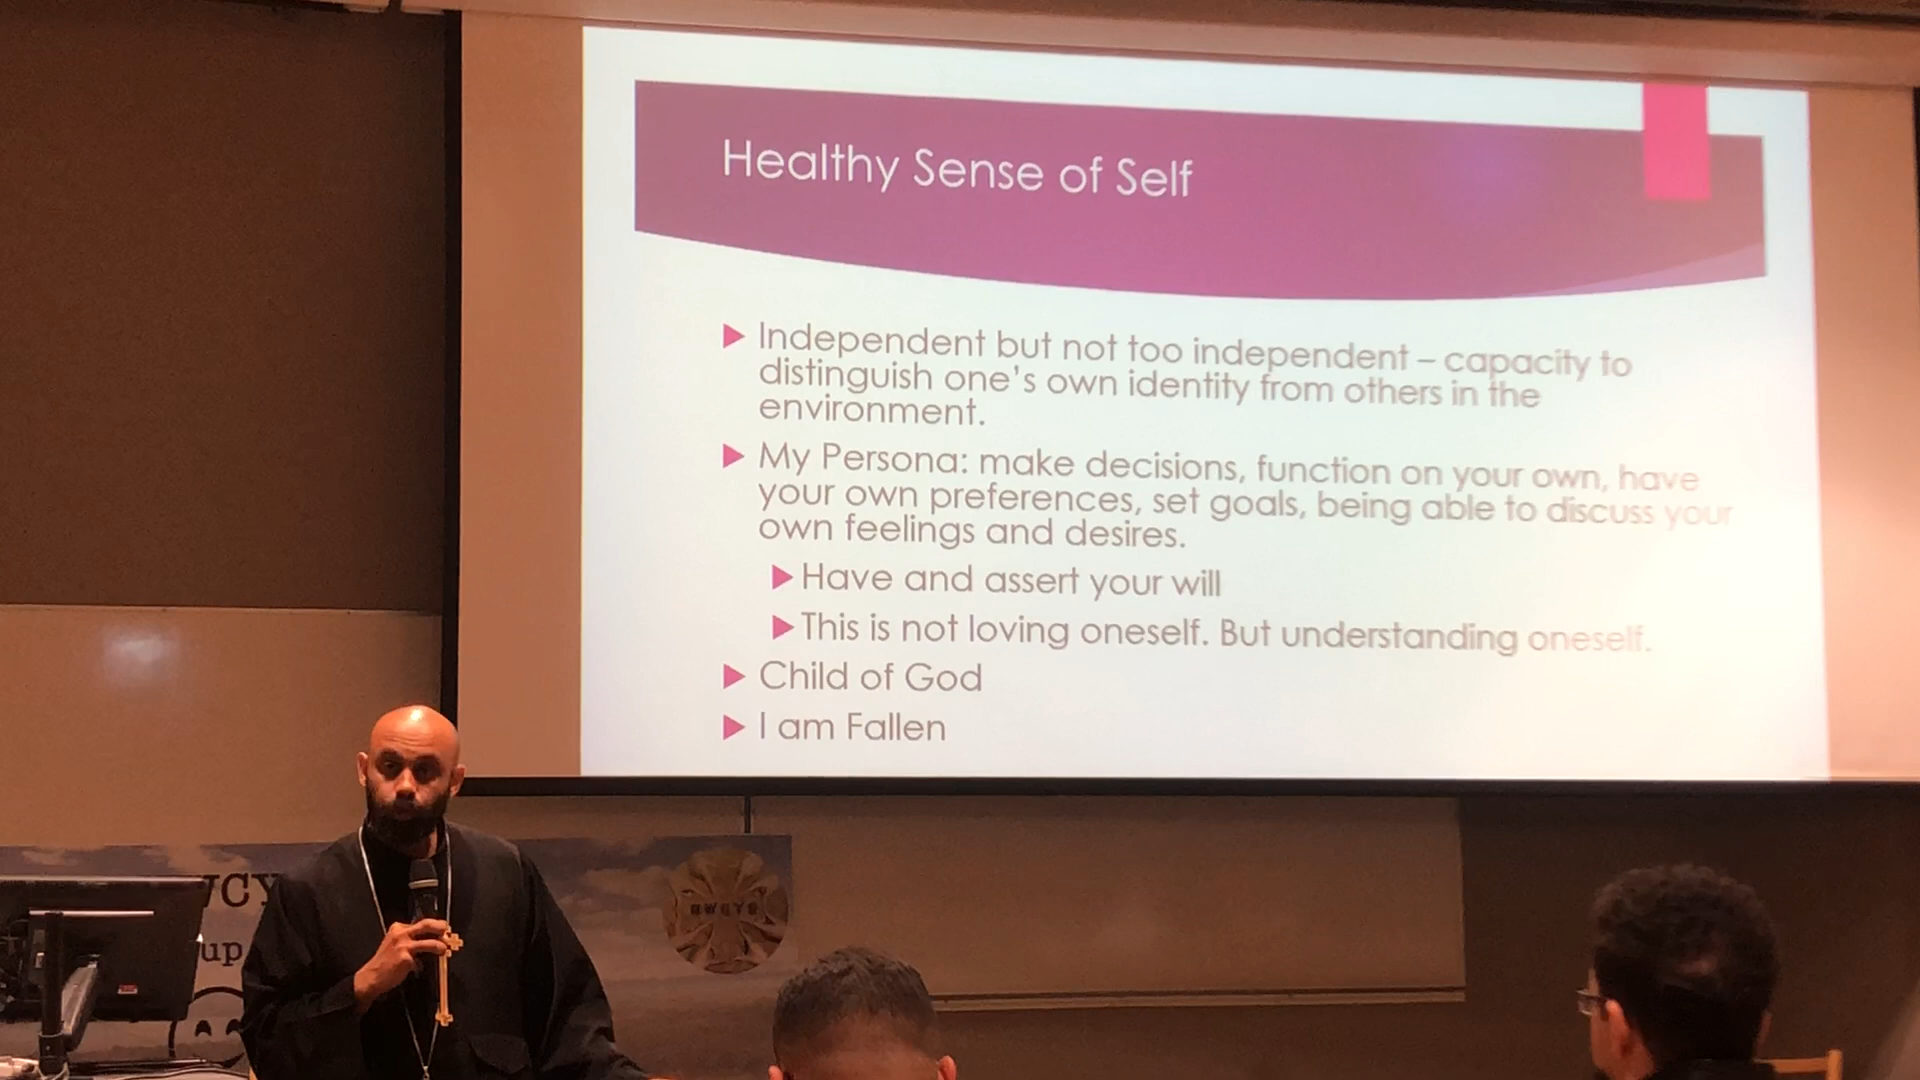 Healthy Sense of Self
Independent but not too independent – capacity to
distinguish one's own identity from others in the
environment.
My Persona: make decisions, function on your own, have
your own preferences, set goals, being able to discuss your
own feelings and desires.
Have and assert your will
This is not loving oneself. But understanding oneself.
Child of God
I am Fallen
up